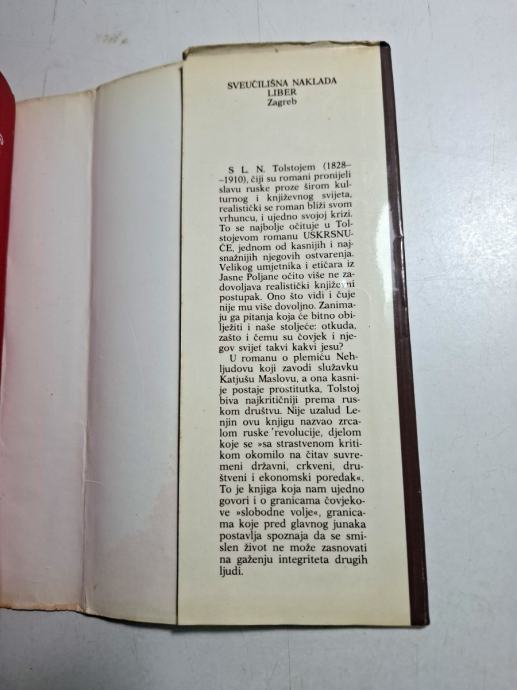 SVEUČILIŠNA NAKLADA
LIBER
Zagreb
S L. N. Tolstojem (1828–
–1910), čiji su romani pronijeli
slavu ruske proze širom kul-
turnog i književnog svijeta,
realistički se roman bliži svom
vrhuncu, i ujedno svojoj krizi.
To se najbolje očituje u Tol-
stojevom romanu USKRSNU-
ĆE, jednom od kasnijih i naj-
snažnijih njegovih ostvarenja.
Velikog umjetnika i etičara iz
Jasne Poljane očito više ne za-
dovoljava realistički književni
postupak. Ono što vidi i čuje
nije mu više dovoljno. Zanima-
ju ga pitanja koja će bitno obi-
lježiti i naše stoljeće: otkuda,
zašto i čemu su čovjek i nje-
gov svijet takvi kakvi jesu?
U romanu o plemiću Neh-
ljudovu koji zavodi služavku
Katjušu Maslovu, a ona kasni-
je postaje prostitutka, Tolstoj
biva najkritičniji prema rus-
kom društvu. Nije uzalud Le-
njin ovu knjigu nazvao zrca-
lom ruske revolucije, djelom
koje se »sa strastvenom kriti-
kom okomilo na čitav suvre-
meni državni, crkveni, dru-
štveni i ekonomski poredak«.
To je knjiga koja nam ujedno
govori i o granicama čovjeko-
ve »slobodne volje«, granica-
ma koje pred glavnog junaka
postavlja spoznaja da se smi-
slen život ne može zasnovati
na gaženju integriteta drugih
ljudi.